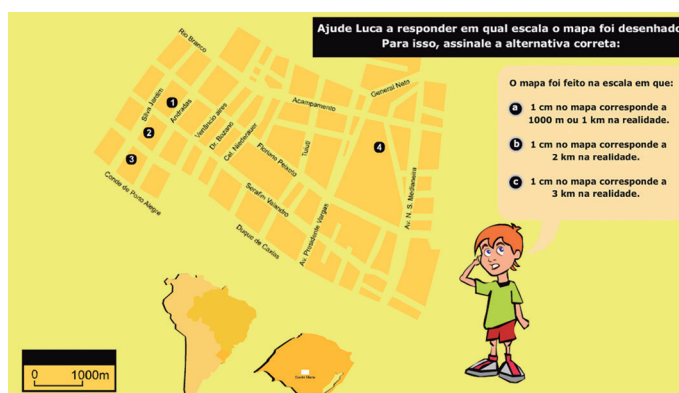 Ajude Luca a responder em qual escala o mapa foi desenhado
Para isso, assinale a alternativa correta:
O mapa foi feito na escala em que:
a 1 cm no mapa corresponde a
1000 m ou 1 km na realidade.
b 1 cm no mapa corresponde a
2 km na realidade.
c 1 cm no mapa corresponde a
3 km na realidade.
Rio Branco
Silva Jardim
1
Andradas
2
3
Venâncio aires
Dr. Bozano
Cel. Niederauer
Floriano Peixoto
Acampamento
General Neto
Tuiuti
4
Conde de Porto Alegre
Serafim Valandro
Duque de Caxias
Av. Presidente Vargas
Av. N. S. Medianeira
0 1000m